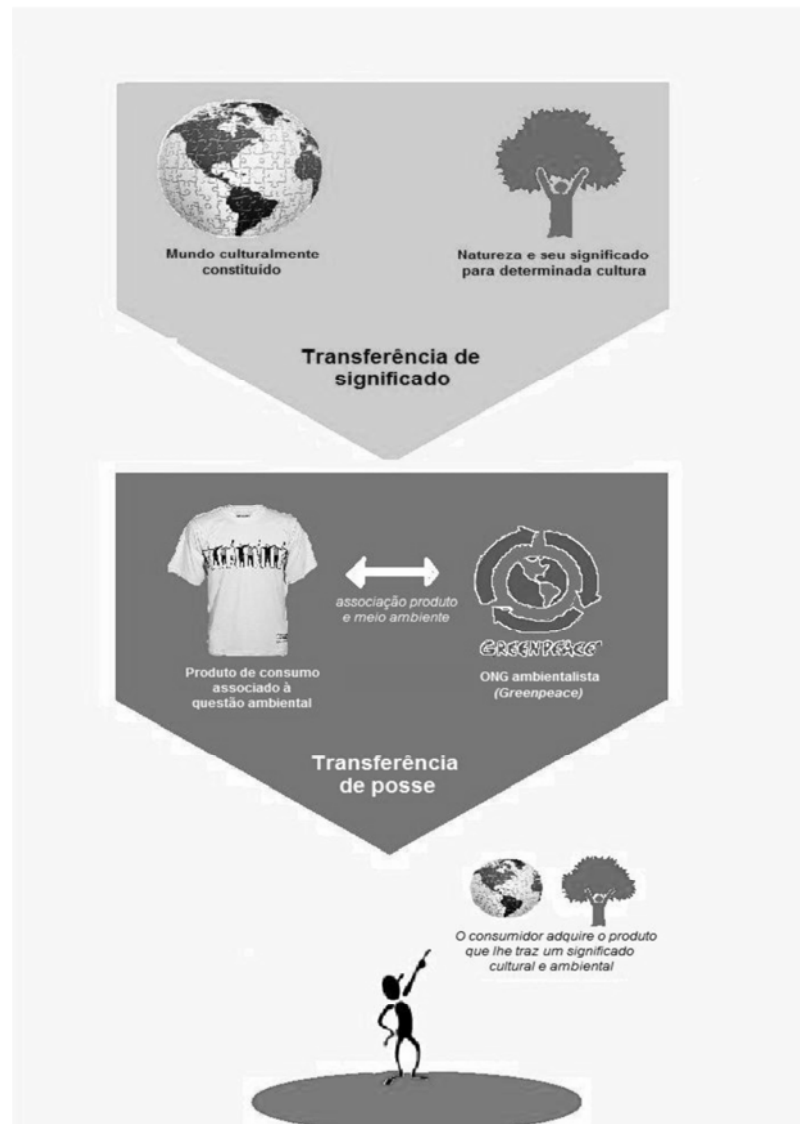 Mundo culturalmente
constituído
Natureza e seu significado
para determinada cultura
Transferência de
significado
associação produto
e meio ambiente
GREENPEACE
Produto de consumo
associado à
questão ambiental
ONG ambientalista
(Greenpeace)
Transferência
de posse
O consumidor adquire o produto
que lhe traz um significado
cultural e ambiental